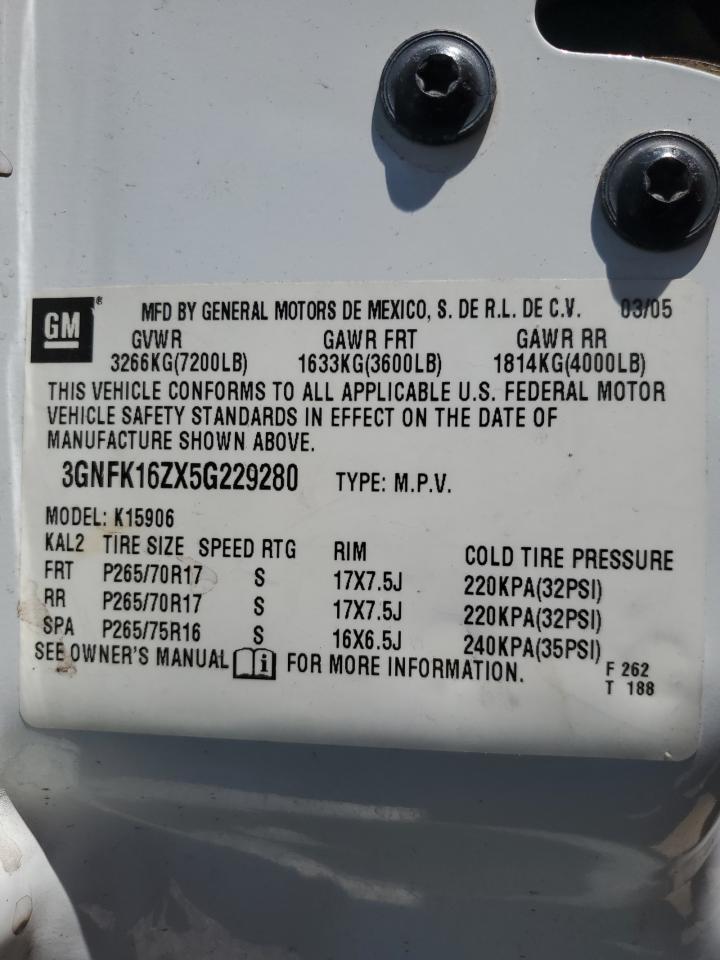 GM® MFD BY GENERAL MOTORS DE MEXICO, S. DE R.L. DE C.V. 03/05
GVWR GAWR FRT GAWR RR
3266KG(7200LB) 1633KG(3600LB) 1814KG(4000LB)
THIS VEHICLE CONFORMS TO ALL APPLICABLE U.S. FEDERAL MOTOR
VEHICLE SAFETY STANDARDS IN EFFECT ON THE DATE OF
MANUFACTURE SHOWN ABOVE.
3GNFK16ZX5G229280 TYPE: M.P.V.
MODEL: K15906
KAL2 TIRE SIZE SPEED RTG RIM COLD TIRE PRESSURE
FRT P265/70R17 S 17X7.5J 220KPA(32PSI)
RR P265/70R17 S 17X7.5J 220KPA(32PSI)
SPA P265/75R16 S 16X6.5J 240KPA(35PSI)
SEE OWNER'S MANUAL i FOR MORE INFORMATION. F 262
T 188